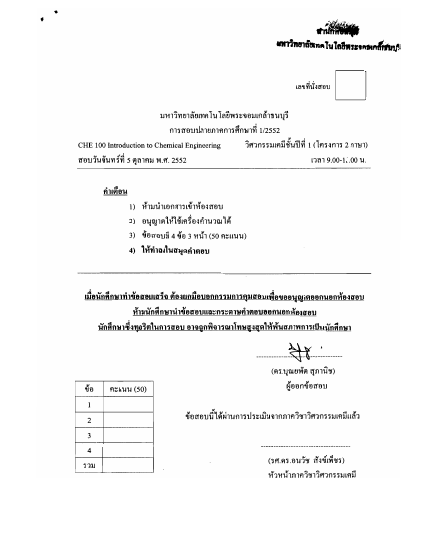 สำนักหอสมุด
มหาวิทยาลัยเทคโนโลยีพระจอมเกล้าธนบุรี
เลขที่นั่งสอบ
มหาวิทยาลัยเทคโนโลยีพระจอมเกล้าธนบุรี
การสอบปลายภาคการศึกษาที่ 1/2552
CHE 100 Introduction to Chemical Engineering วิศวกรรมเคมีชั้นปีที่ 1 (โครงการ 2 ภาษา)
สอบวันจันทร์ที่ 5 ตุลาคม พ.ศ. 2552 เวลา 9.00-12.00 น.
คำเตือน
1) ห้ามนำเอกสารเข้าห้องสอบ
2) อนุญาตให้ใช้เครื่องคำนวณได้
3) ข้อสอบมี 4 ข้อ 3 หน้า (50 คะแนน)
4) ให้ทำลงในสมุดคำตอบ
เมื่อนักศึกษาทำข้อสอบเสร็จ ต้องยกมือบอกกรรมการคุมสอบเพื่อขออนุญาตออกนอกห้องสอบ
ห้ามนักศึกษานำข้อสอบและกระดาษคำตอบออกนอกห้องสอบ
นักศึกษาซึ่งทุจริตในการสอบ อาจถูกพิจารณาโทษสูงสุดให้พ้นสภาพการเป็นนักศึกษา
(ดร.บุณยพัต สุภานิช)
ผู้ออกข้อสอบ
ข้อ คะแนน (50)
1
2
3
4
รวม
ข้อสอบนี้ได้ผ่านการประเมินจากภาควิชาวิศวกรรมเคมีแล้ว
(รศ.ดร.อนวัช สังข์เพ็ชร)
หัวหน้าภาควิชาวิศวกรรมเคมี